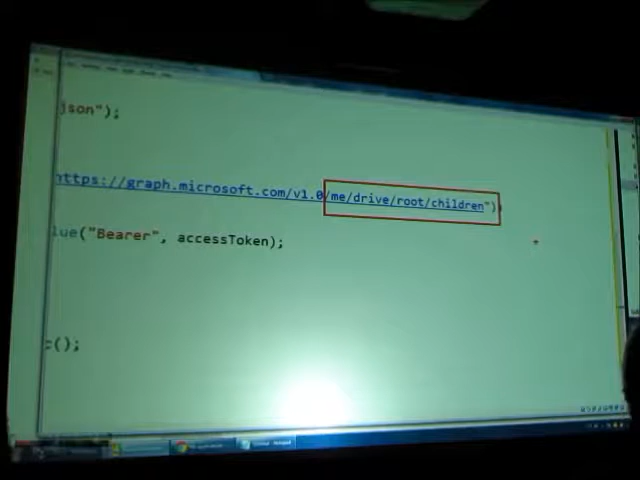 json");
https://graph.microsoft.com/v1.0/me/drive/root/children")
lue("Bearer", accessToken);
c();